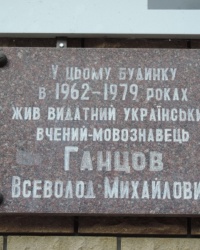 У ЦЬОМУ БУДИНКУ
в 1962-1979 РОКАХ
ЖИВ ВИДАТНИЙ УКРАЇНСЬКИ
ВЧЕНИЙ-МОВОЗНАВЕЦЬ
ГАНЦОВ
ВСЕВОЛОД МИХАЙЛОВИ